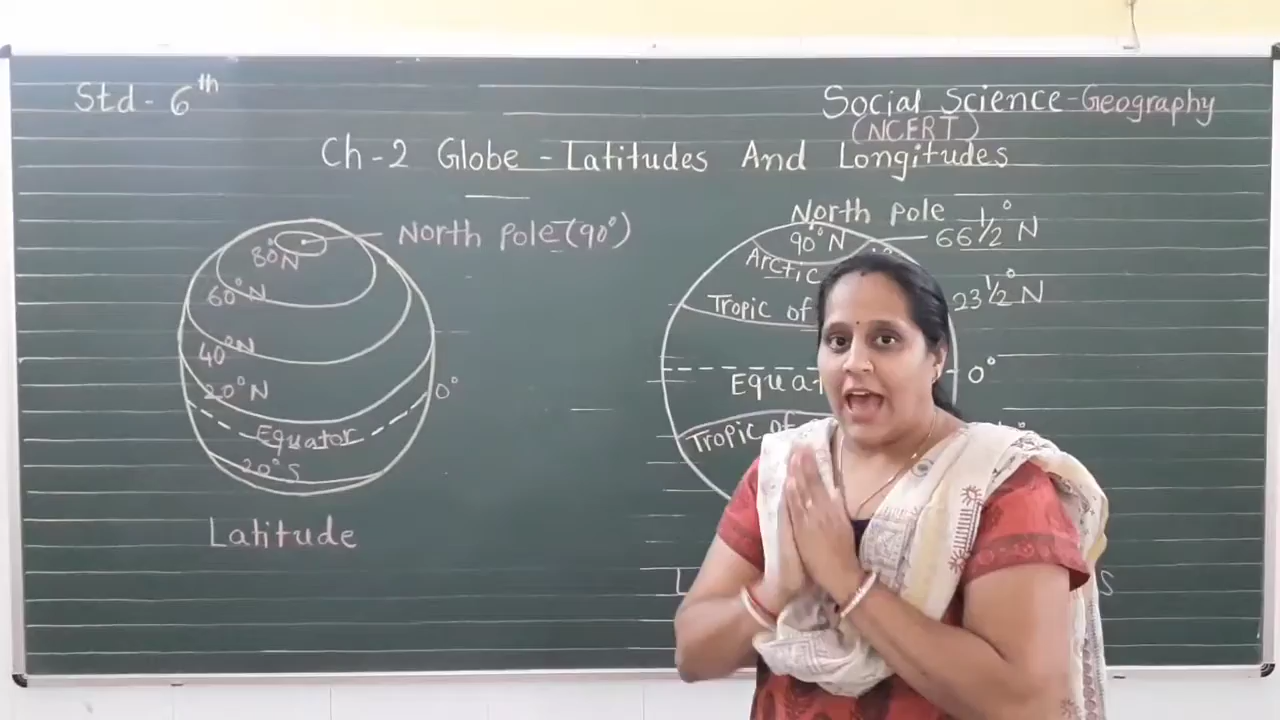 Std - 6th
Social Science - Geography
(NCERT)
Ch - 2 Globe - Latitudes And Longitudes
North Pole (90°)
80°N
60°N
40°N
20°N
0°
Equator
20° S
Latitude
North Pole
90° N
66 1/2° N
Arctic
Tropic of
23 1/2° N
0°
Tropic of